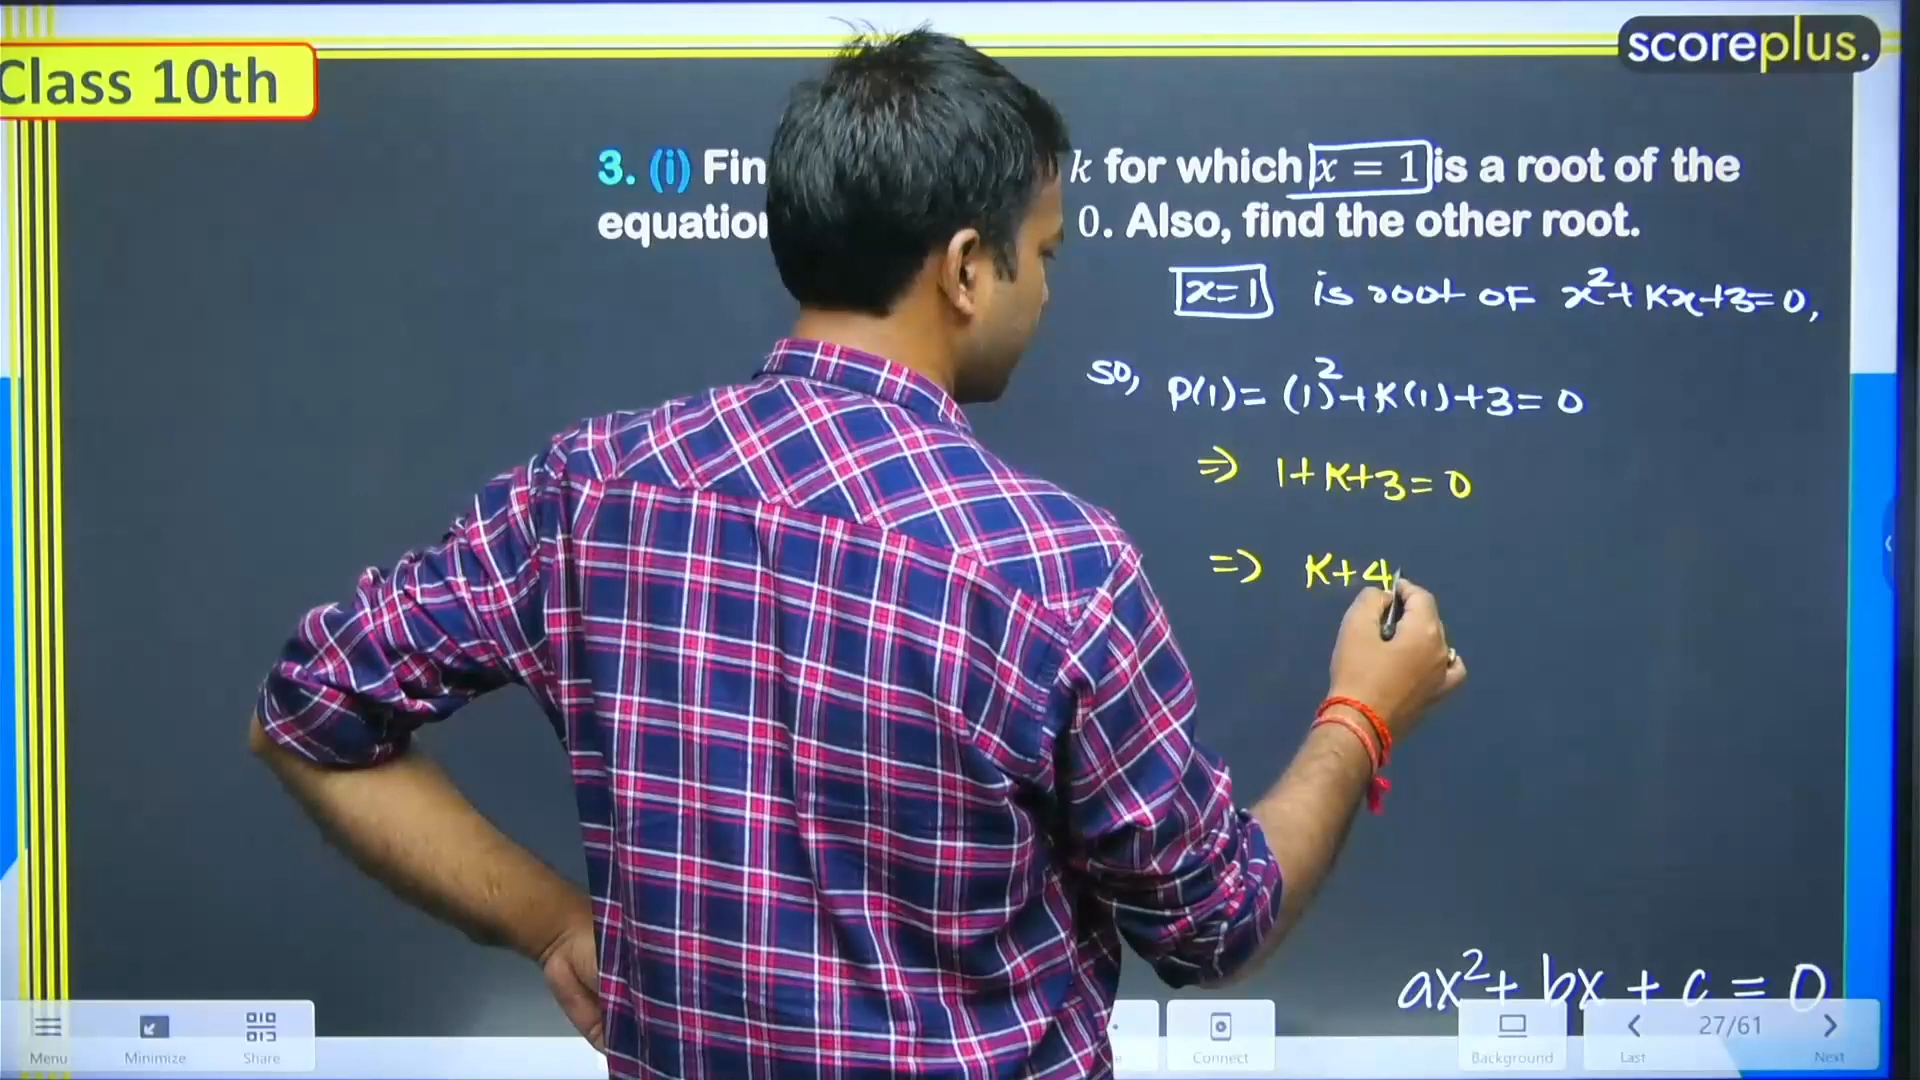 scoreplus.
Class 10th
3. (i) Fin k for which x = 1 is a root of the
equation 0. Also, find the other root.
x=1 is root of x²+Kx+3=0,
so, P(1)= (1)²+K(1)+3=0
⇒ 1+K+3=0
⇒ K+4
ax²+ bx + c = 0
Menu Minimize Share Connect Background Last 27/61 Next